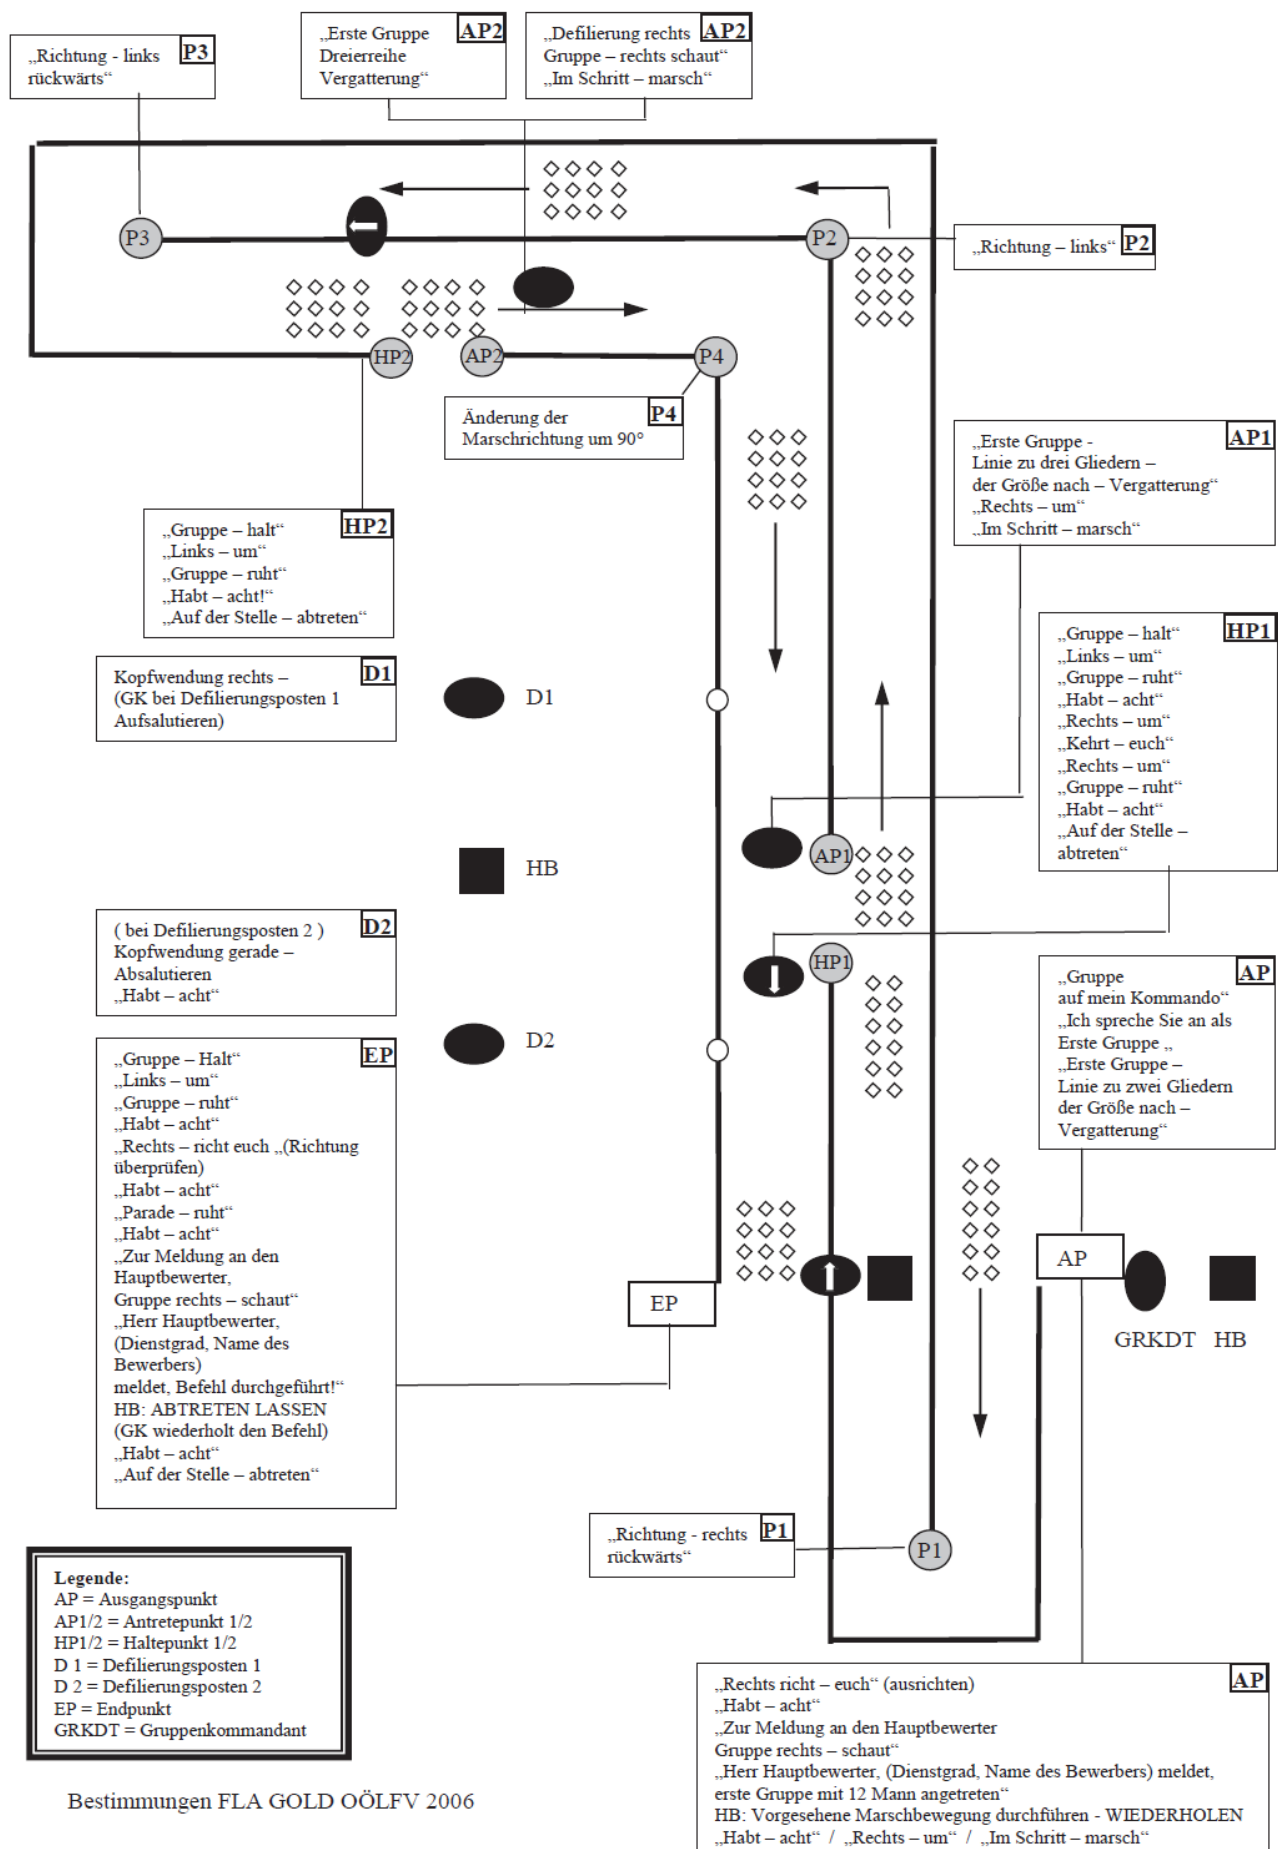 „Richtung - links P3
rückwärts“
„Erste Gruppe AP2
Dreierreihe
Vergatterung“
„Defilierung rechts AP2
Gruppe – rechts schaut“
„Im Schritt – marsch“
P3
P2
„Richtung – links“ P2
HP2
AP2
P4
Änderung der P4
Marschrichtung um 90°
„Erste Gruppe - AP1
Linie zu drei Gliedern –
der Größe nach – Vergatterung“
„Rechts – um“
„Im Schritt – marsch“
„Gruppe – halt“ HP2
„Links – um“
„Gruppe – ruht“
„Habt – acht!“
„Auf der Stelle – abtreten“
„Gruppe – halt“ HP1
„Links – um“
„Gruppe – ruht“
„Habt – acht“
„Rechts – um“
„Kehrt – euch“
„Rechts – um“
„Gruppe – ruht“
„Habt – acht“
„Auf der Stelle –
abtreten“
Kopfwendung rechts – D1
(GK bei Defilierungsposten 1
Aufsalutieren)
D1
HB
AP1
( bei Defilierungsposten 2 ) D2
Kopfwendung gerade –
Absalutieren
„Habt – acht“
HP1
D2
„Gruppe AP
auf mein Kommando“
„Ich spreche Sie an als
Erste Gruppe „
„Erste Gruppe –
Linie zu zwei Gliedern
der Größe nach –
Vergatterung“
„Gruppe – Halt“ EP
„Links – um“
„Gruppe – ruht“
„Habt – acht“
„Rechts – richt euch „(Richtung
überprüfen)
„Habt – acht“
„Parade – ruht“
„Habt – acht“
„Zur Meldung an den
Hauptbewerter,
Gruppe rechts – schaut“
„Herr Hauptbewerter,
(Dienstgrad, Name des
Bewerbers)
meldet, Befehl durchgeführt!“
HB: ABTRETEN LASSEN
(GK wiederholt den Befehl)
„Habt – acht“
„Auf der Stelle – abtreten“
EP
AP
GRKDT HB
„Richtung - rechts P1
rückwärts“
P1
Legende:
AP = Ausgangspunkt
AP1/2 = Antretepunkt 1/2
HP1/2 = Haltepunkt 1/2
D 1 = Defilierungsposten 1
D 2 = Defilierungsposten 2
EP = Endpunkt
GRKDT = Gruppenkommandant
„Rechts richt – euch“ (ausrichten) AP
„Habt – acht“
„Zur Meldung an den Hauptbewerter
Gruppe rechts – schaut“
„Herr Hauptbewerter, (Dienstgrad, Name des Bewerbers) meldet,
erste Gruppe mit 12 Mann angetreten“
HB: Vorgesehene Marschbewegung durchführen - WIEDERHOLEN
„Habt – acht“ / „Rechts – um“ / „Im Schritt – marsch“
Bestimmungen FLA GOLD OÖLFV 2006